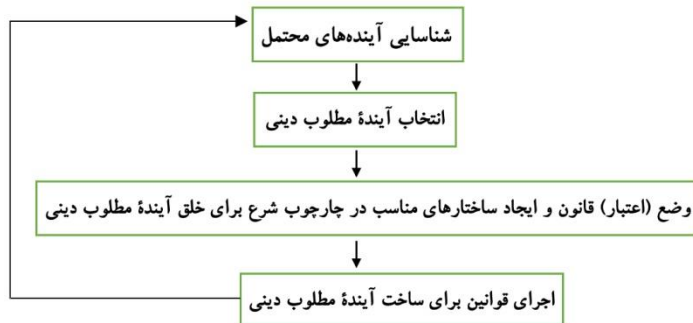 شناسایی آینده‌های محتمل
انتخاب آیندهٔ مطلوب دینی
وضع (اعتبار) قانون و ایجاد ساختارهای مناسب در چارچوب شرع برای خلق آیندهٔ مطلوب دینی
اجرای قوانین برای ساخت آیندهٔ مطلوب دینی